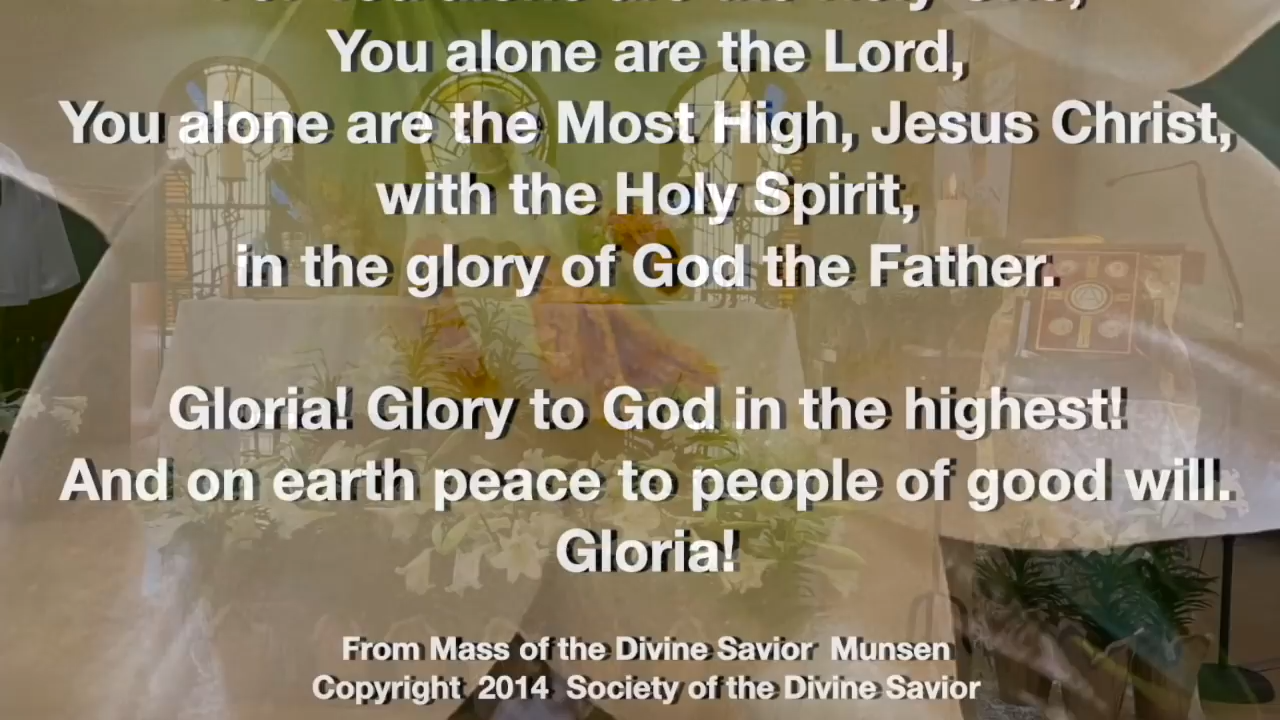 You alone are the Lord,
You alone are the Most High, Jesus Christ,
with the Holy Spirit,
in the glory of God the Father.
Gloria! Glory to God in the highest!
And on earth peace to people of good will.
Gloria!
From Mass of the Divine Savior Munsen
Copyright 2014 Society of the Divine Savior